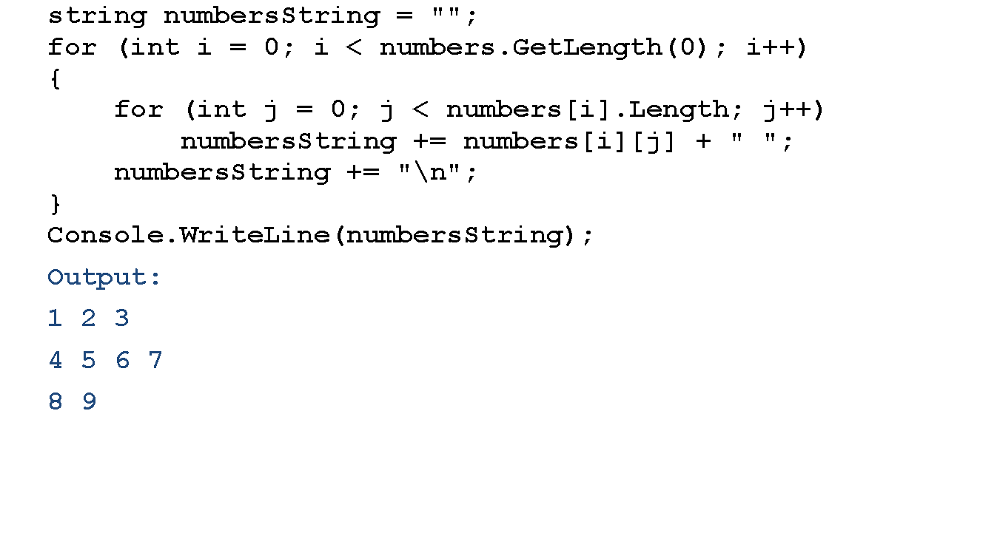 string numbersString = "";
for (int i = 0; i < numbers.GetLength(0); i++)
{
    for (int j = 0; j < numbers[i].Length; j++)
        numbersString += numbers[i][j] + " ";
    numbersString += "\n";
}
Console.WriteLine(numbersString);
Output:
1 2 3
4 5 6 7
8 9